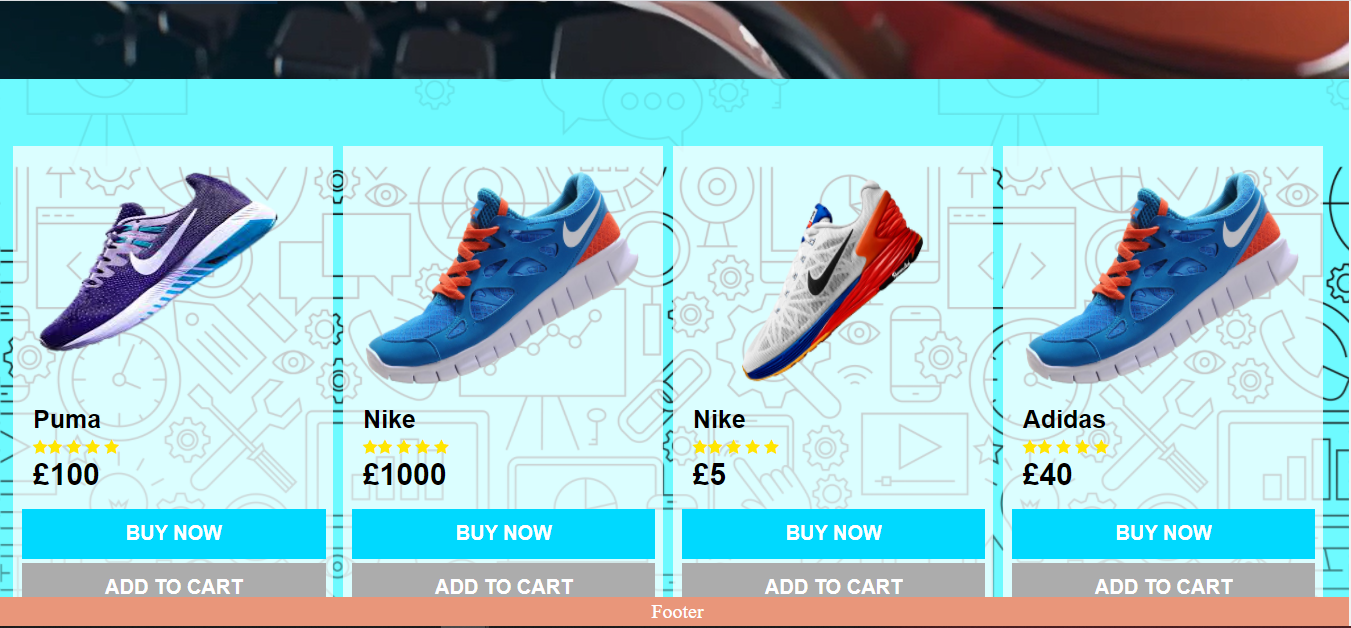 Puma
£100
BUY NOW
ADD TO CART
Nike
£1000
BUY NOW
ADD TO CART
Nike
£5
BUY NOW
ADD TO CART
Adidas
£40
BUY NOW
ADD TO CART
Footer